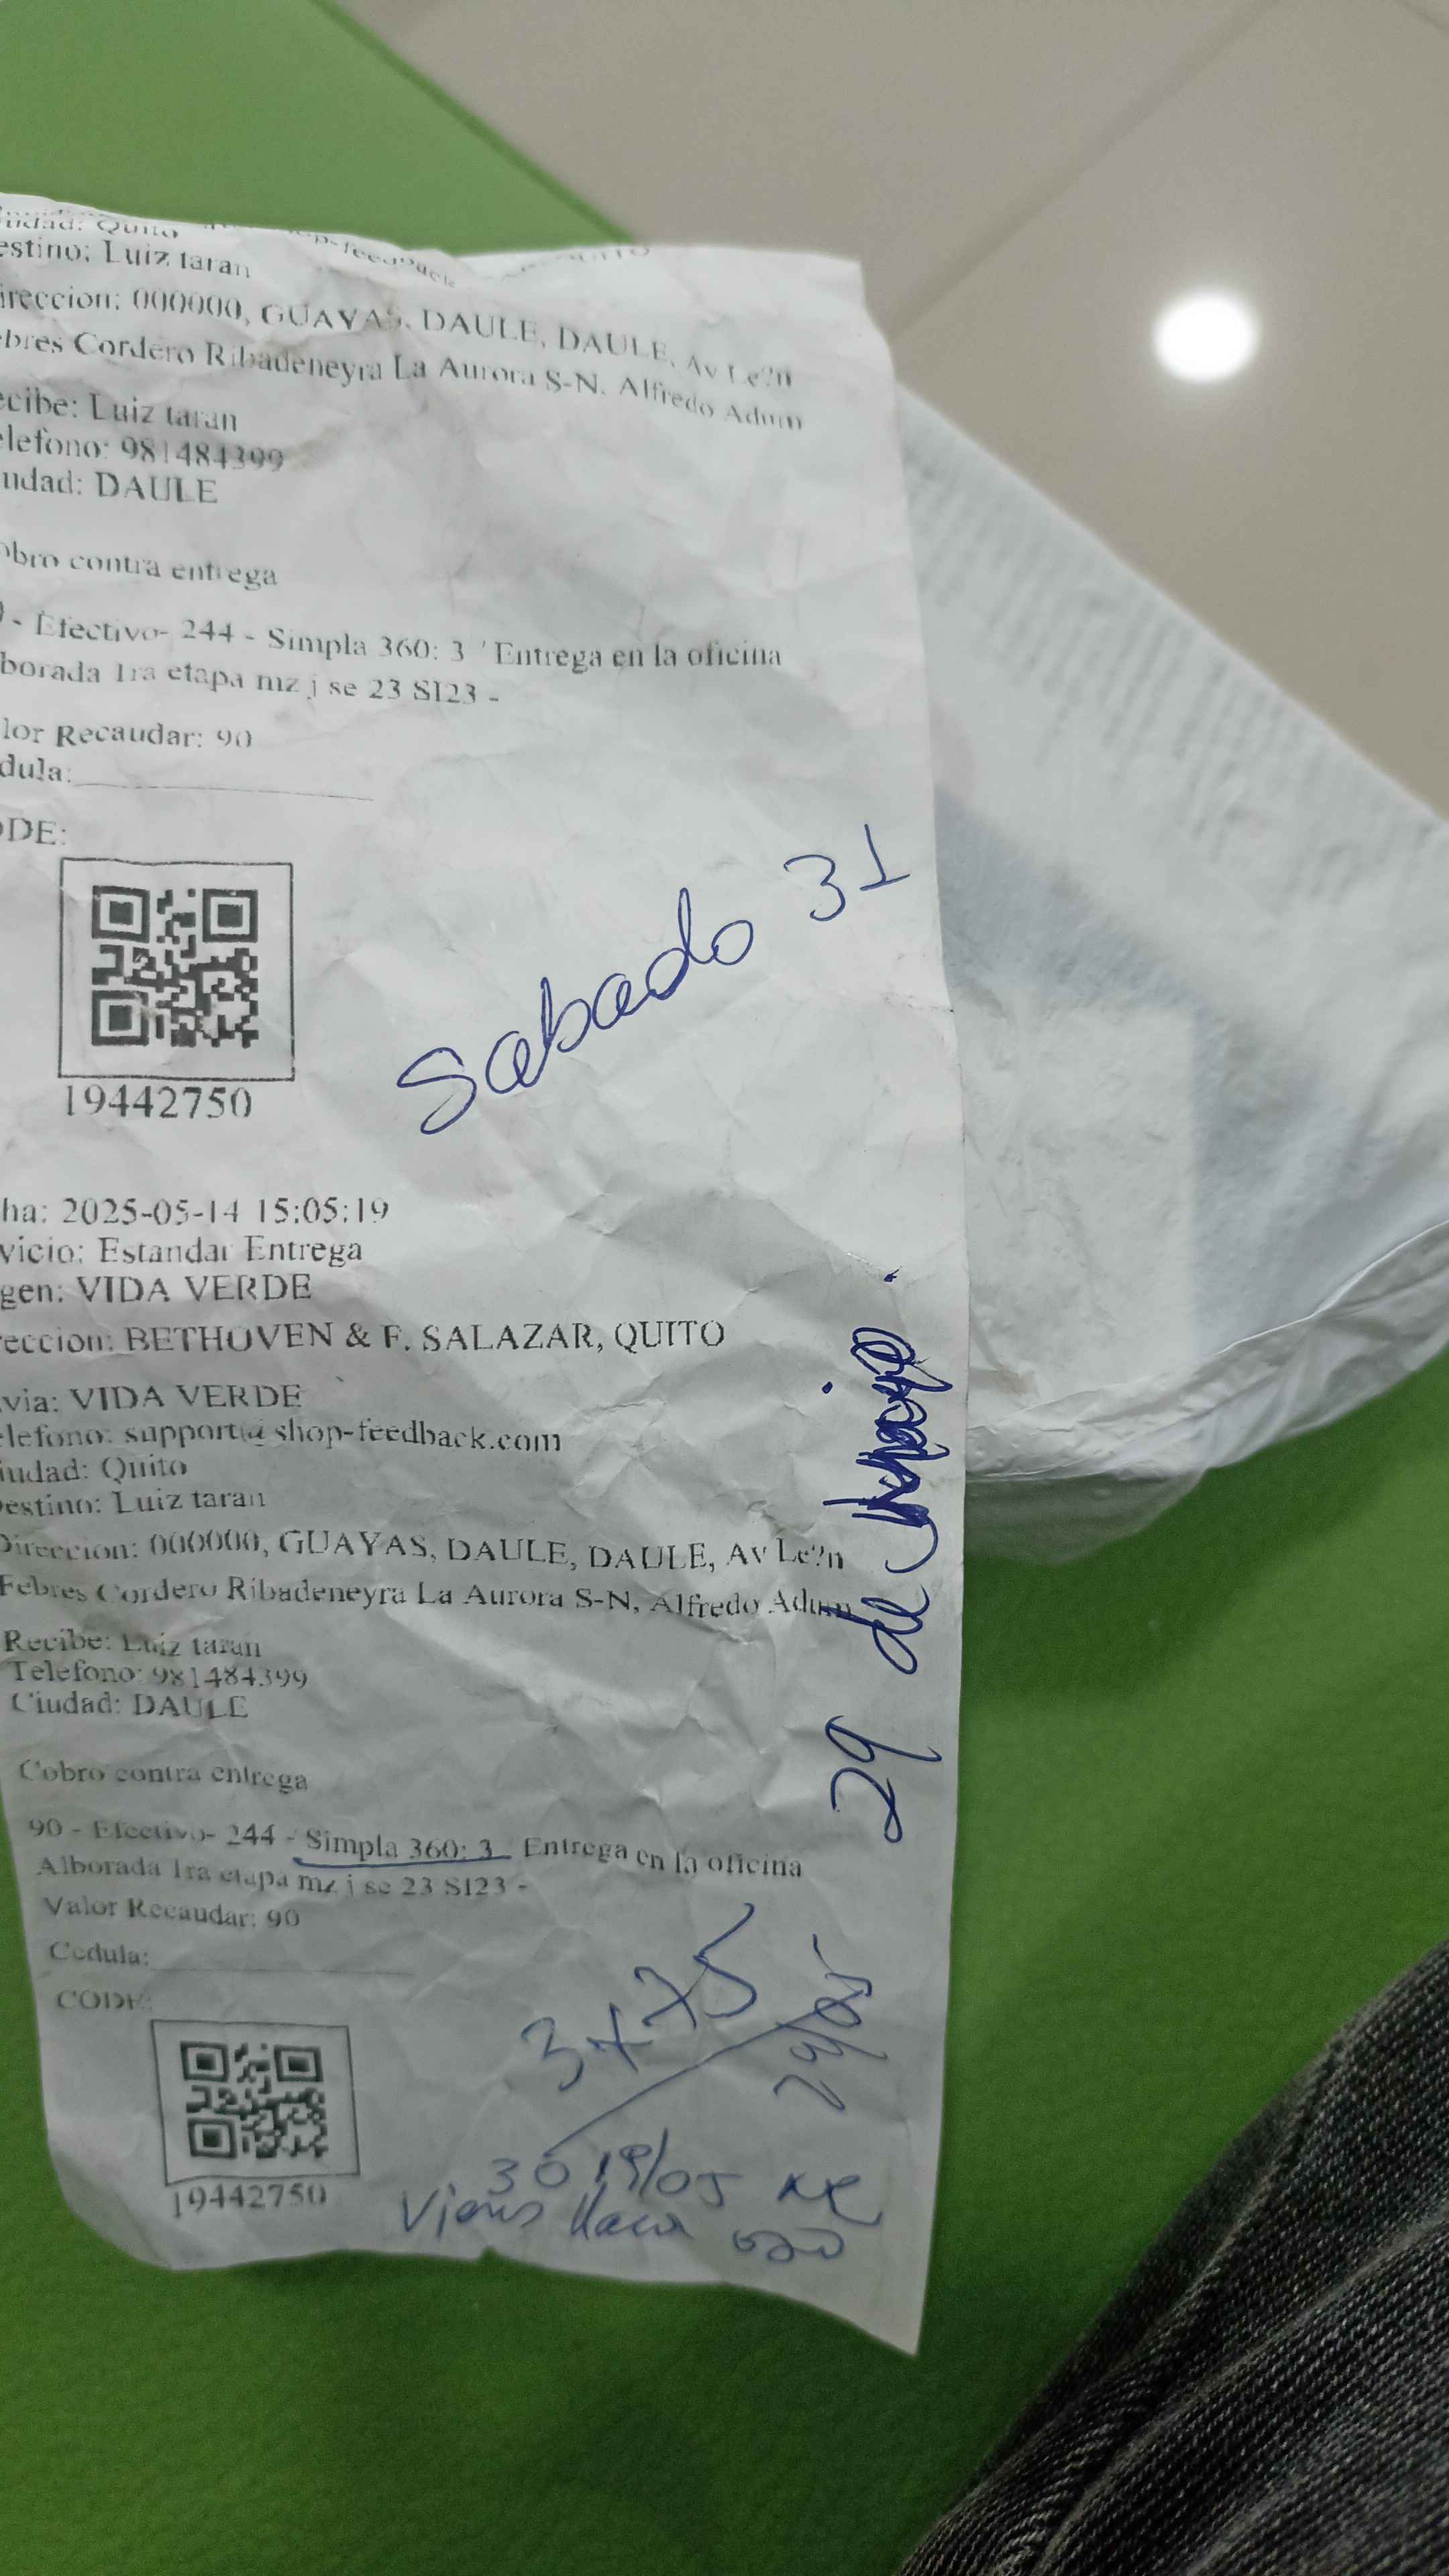 udad: Quito
estino: Luiz taran
ireccion: 000000, GUAYAS, DAULE, DAULE, Av Le?n
ebres Cordero Ribadeneyra La Aurora S-N. Alfredo Adum
ecibe: Luiz taran
elefono: 981484399
udad: DAULE
obro contra entrega
- Efectivo- 244 - Simpla 360: 3 / Entrega en la oficina
borada 1ra etapa mz j se 23 SI23 -
lor Recaudar: 90
dula:
ODE:
19442750
Sabado 31
ha: 2025-05-14 15:05:19
vicio: Estandar Entrega
gen: VIDA VERDE
reccion: BETHOVEN & F. SALAZAR, QUITO
via: VIDA VERDE
elefono: support@shop-feedback.com
iudad: Quito
estino: Luiz taran
Direccion: 000000, GUAYAS, DAULE, DAULE, Av Le?n
Febres Cordero Ribadeneyra La Aurora S-N, Alfredo Adum
Recibe: Luiz taran
Telefono: 981484399
Ciudad: DAULE
29 de
Cobro contra entrega
90 - Efectivo- 244 - Simpla 360: 3 / Entrega en la oficina
Alborada 1ra etapa mz j se 23 SI23 -
Valor Recaudar: 90
Cedula:
CODE:
19442750
3x75
29/05
30 19/05